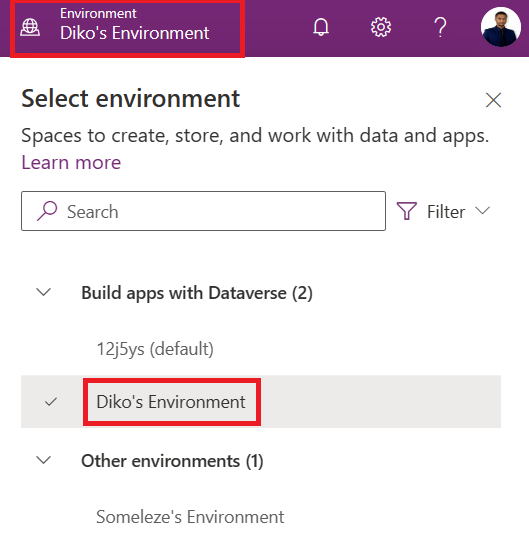 Environment
Diko's Environment
Select environment
Spaces to create, store, and work with data and apps.
Learn more
Search
Filter
Build apps with Dataverse (2)
12j5ys (default)
Diko's Environment
Other environments (1)
Someleze's Environment